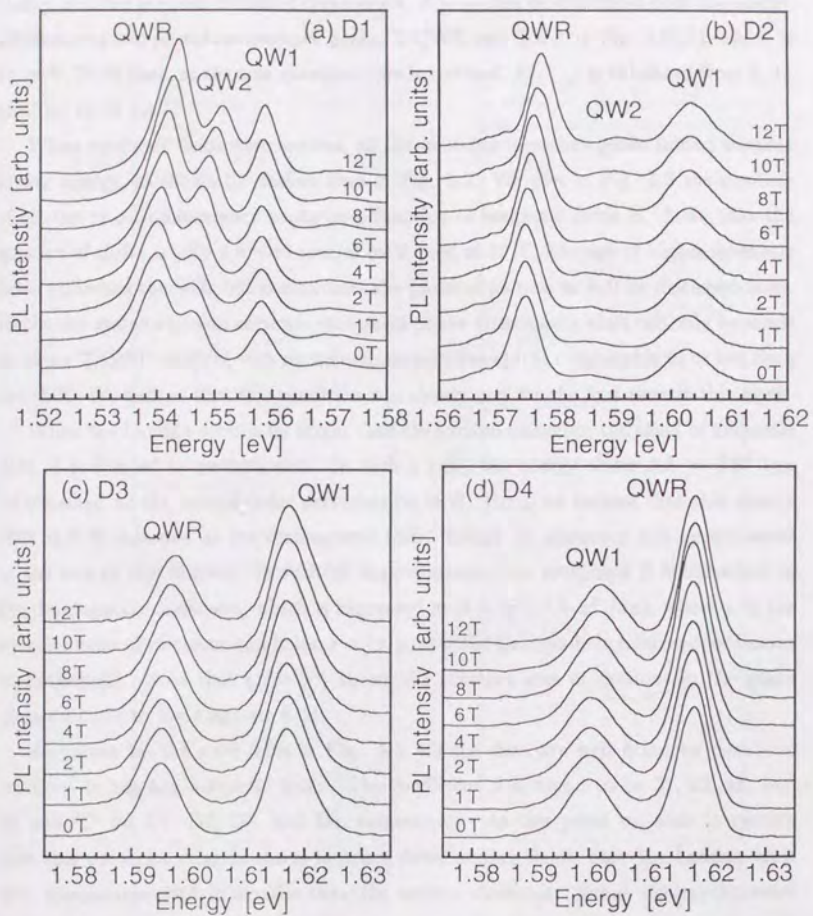 (a) D1
QWR
QW2
QW1
12T
10T
8T
6T
4T
2T
1T
0T
PL Intenstiy [arb. units]
1.52 1.53 1.54 1.55 1.56 1.57 1.58
Energy [eV]
(b) D2
QWR
QW2
QW1
12T
10T
8T
6T
4T
2T
1T
0T
PL Intensity [arb. units]
1.56 1.57 1.58 1.59 1.60 1.61 1.62
Energy [eV]
(c) D3
QWR
QW1
12T
10T
8T
6T
4T
2T
1T
0T
PL Intensity [arb. units]
1.58 1.59 1.60 1.61 1.62 1.63
Energy [eV]
(d) D4
QWR
QW1
12T
10T
8T
6T
4T
2T
1T
0T
PL Intensity [arb. units]
1.58 1.59 1.60 1.61 1.62 1.63
Energy [eV]